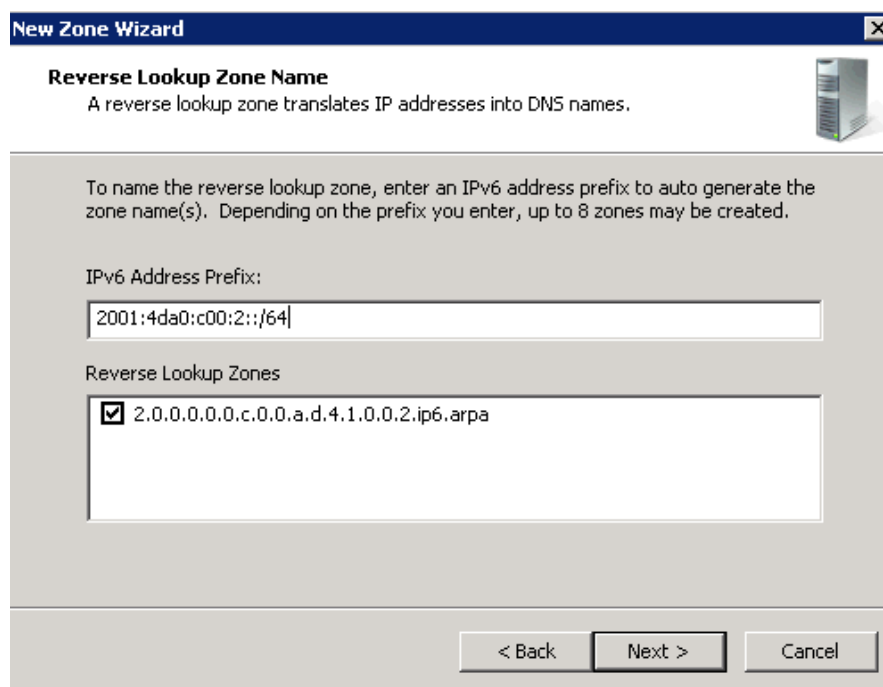 New Zone Wizard
Reverse Lookup Zone Name
A reverse lookup zone translates IP addresses into DNS names.
To name the reverse lookup zone, enter an IPv6 address prefix to auto generate the
zone name(s). Depending on the prefix you enter, up to 8 zones may be created.
IPv6 Address Prefix:
2001:4da0:c00:2::/64
Reverse Lookup Zones
2.0.0.0.0.0.c.0.0.a.d.4.1.0.0.2.ip6.arpa
< Back Next > Cancel